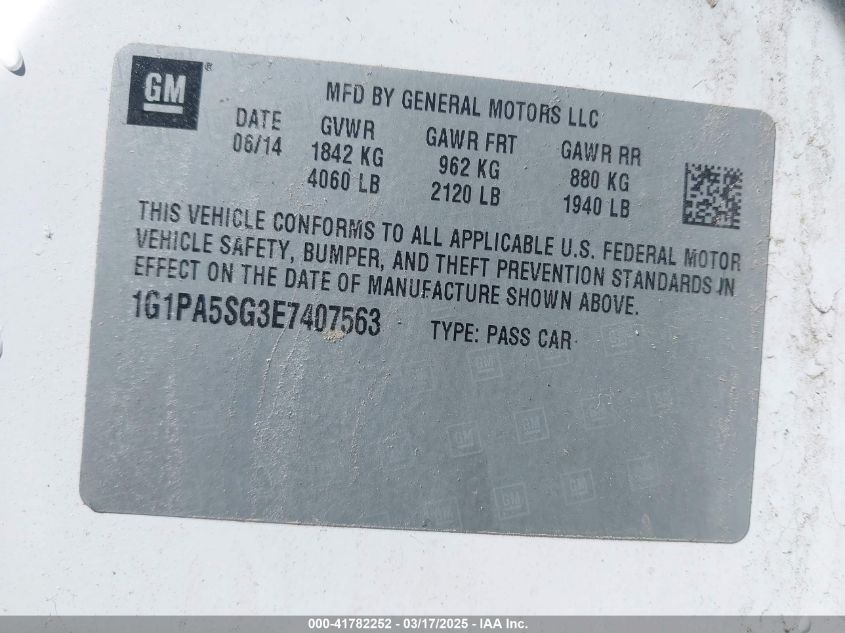 GM®
MFD BY GENERAL MOTORS LLC
DATE GVWR GAWR FRT GAWR RR
06/14 1842 KG 962 KG 880 KG
4060 LB 2120 LB 1940 LB
THIS VEHICLE CONFORMS TO ALL APPLICABLE U.S. FEDERAL MOTOR
VEHICLE SAFETY, BUMPER, AND THEFT PREVENTION STANDARDS IN
EFFECT ON THE DATE OF MANUFACTURE SHOWN ABOVE.
1G1PA5SG3E7407563 TYPE: PASS CAR
000-41782252 - 03/17/2025 - IAA Inc.